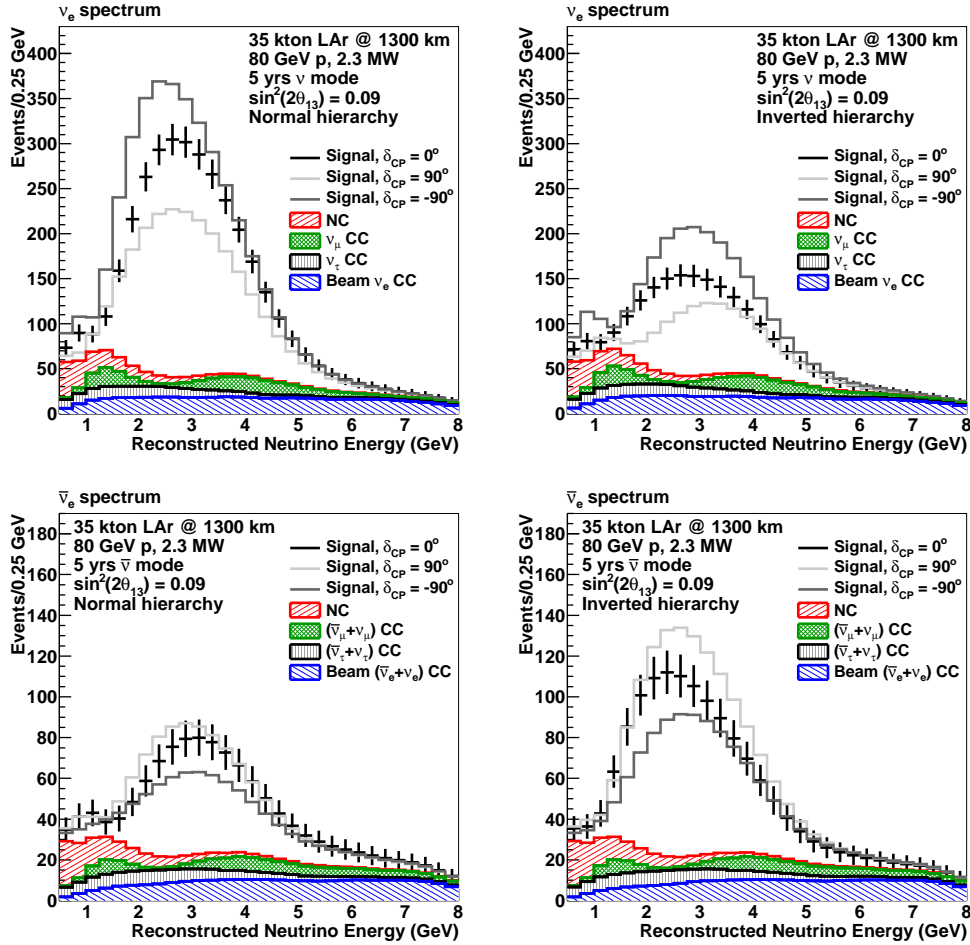 νe spectrum
Events/0.25 GeV
400
350
300
250
200
150
100
50
0
35 kton LAr @ 1300 km
80 GeV p, 2.3 MW
5 yrs ν mode
sin²(2θ₁₃) = 0.09
Normal hierarchy
Signal, δCP = 0°
Signal, δCP = 90°
Signal, δCP = -90°
NC
νμ CC
ντ CC
Beam νe CC
1 2 3 4 5 6 7 8
Reconstructed Neutrino Energy (GeV)
νe spectrum
Events/0.25 GeV
400
350
300
250
200
150
100
50
0
35 kton LAr @ 1300 km
80 GeV p, 2.3 MW
5 yrs ν mode
sin²(2θ₁₃) = 0.09
Inverted hierarchy
Signal, δCP = 0°
Signal, δCP = 90°
Signal, δCP = -90°
NC
νμ CC
ντ CC
Beam νe CC
1 2 3 4 5 6 7 8
Reconstructed Neutrino Energy (GeV)
ν̅e spectrum
Events/0.25 GeV
180
160
140
120
100
80
60
40
20
0
35 kton LAr @ 1300 km
80 GeV p, 2.3 MW
5 yrs ν̅ mode
sin²(2θ₁₃) = 0.09
Normal hierarchy
Signal, δCP = 0°
Signal, δCP = 90°
Signal, δCP = -90°
NC
(ν̅μ+νμ) CC
(ν̅τ+ντ) CC
Beam (ν̅e+νe) CC
1 2 3 4 5 6 7 8
Reconstructed Neutrino Energy (GeV)
ν̅e spectrum
Events/0.25 GeV
180
160
140
120
100
80
60
40
20
0
35 kton LAr @ 1300 km
80 GeV p, 2.3 MW
5 yrs ν̅ mode
sin²(2θ₁₃) = 0.09
Inverted hierarchy
Signal, δCP = 0°
Signal, δCP = 90°
Signal, δCP = -90°
NC
(ν̅μ+νμ) CC
(ν̅τ+ντ) CC
Beam (ν̅e+νe) CC
1 2 3 4 5 6 7 8
Reconstructed Neutrino Energy (GeV)